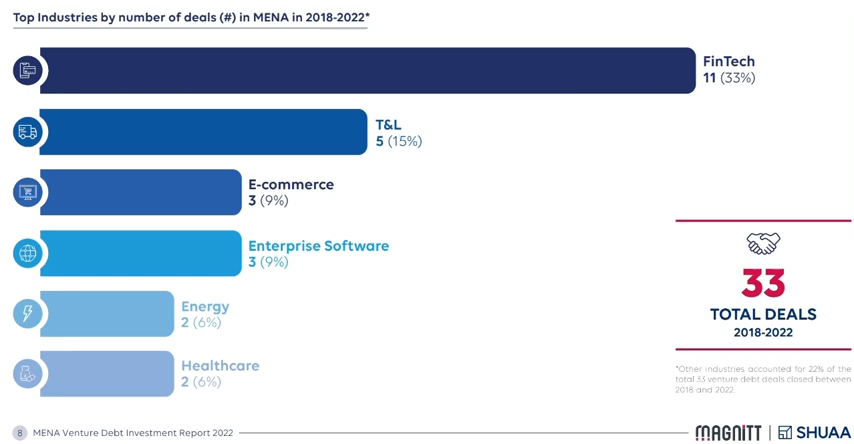 Top Industries by number of deals (#) in MENA in 2018-2022*
FinTech
11 (33%)
T&L
5 (15%)
E-commerce
3 (9%)
Enterprise Software
3 (9%)
Energy
2 (6%)
Healthcare
2 (6%)
33
TOTAL DEALS
2018-2022
*Other industries accounted for 22% of the
total 33 venture debt deals closed between
2018 and 2022.
8 MENA Venture Debt Investment Report 2022
MAGNiTT | SHUAA